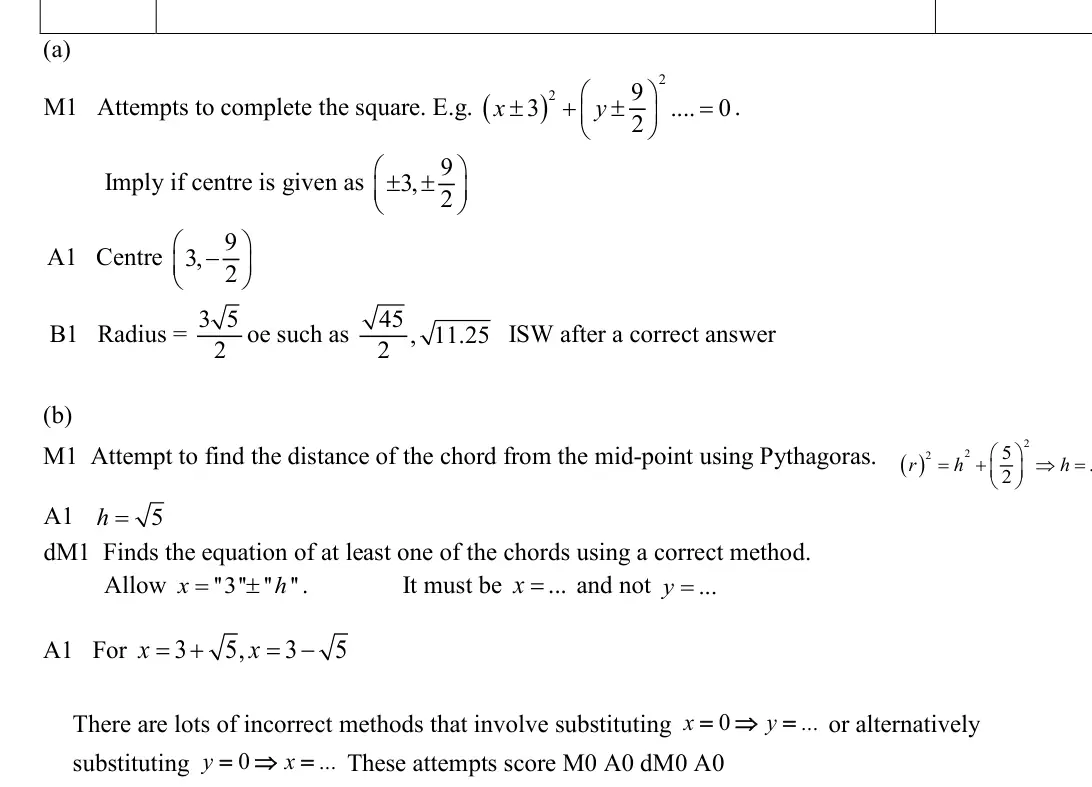 (a)
M1 Attempts to complete the square. E.g. (x ± 3)² + (y ± 9/2)² .... = 0 .
Imply if centre is given as (±3, ±9/2)
A1 Centre (3, −9/2)
B1 Radius = 3√5/2 oe such as √45/2, √11.25 ISW after a correct answer
(b)
M1 Attempt to find the distance of the chord from the mid-point using Pythagoras. (r)² = h² + (5/2)² ⇒ h = .
A1 h = √5
dM1 Finds the equation of at least one of the chords using a correct method.
Allow x = "3"± "h" . It must be x = ... and not y = ...
A1 For x = 3 + √5, x = 3 − √5
There are lots of incorrect methods that involve substituting x = 0 ⇒ y = ... or alternatively
substituting y = 0 ⇒ x = ... These attempts score M0 A0 dM0 A0